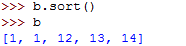 >>> b.sort()
>>> b
[1, 1, 12, 13, 14]